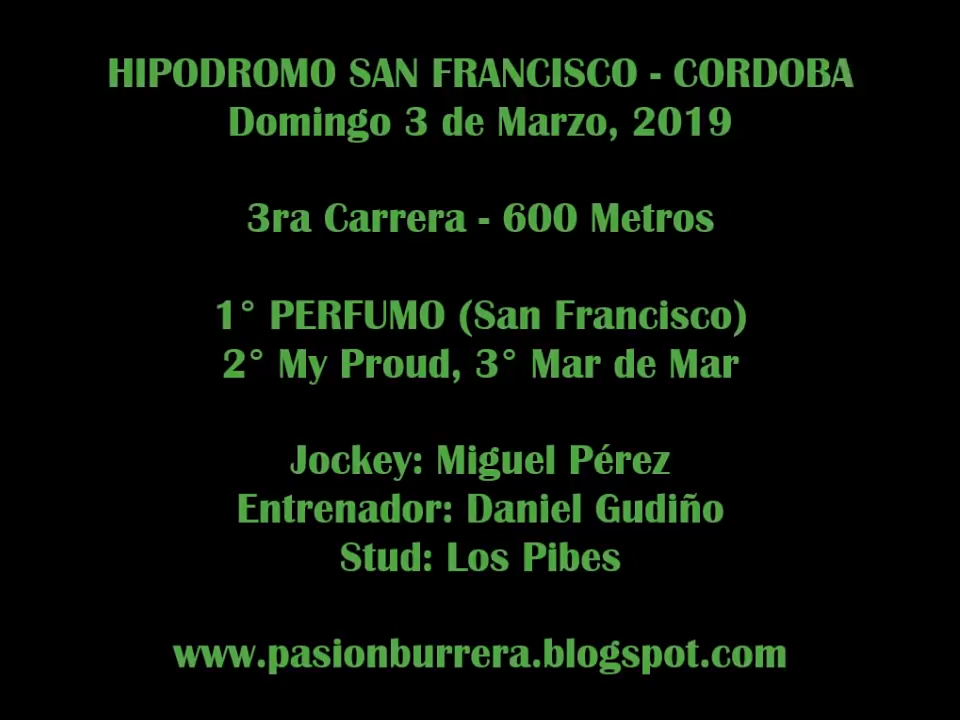 HIPODROMO SAN FRANCISCO - CORDOBA
Domingo 3 de Marzo, 2019
3ra Carrera - 600 Metros
1° PERFUMO (San Francisco)
2° My Proud, 3° Mar de Mar
Jockey: Miguel Pérez
Entrenador: Daniel Gudiño
Stud: Los Pibes
www.pasionburrera.blogspot.com